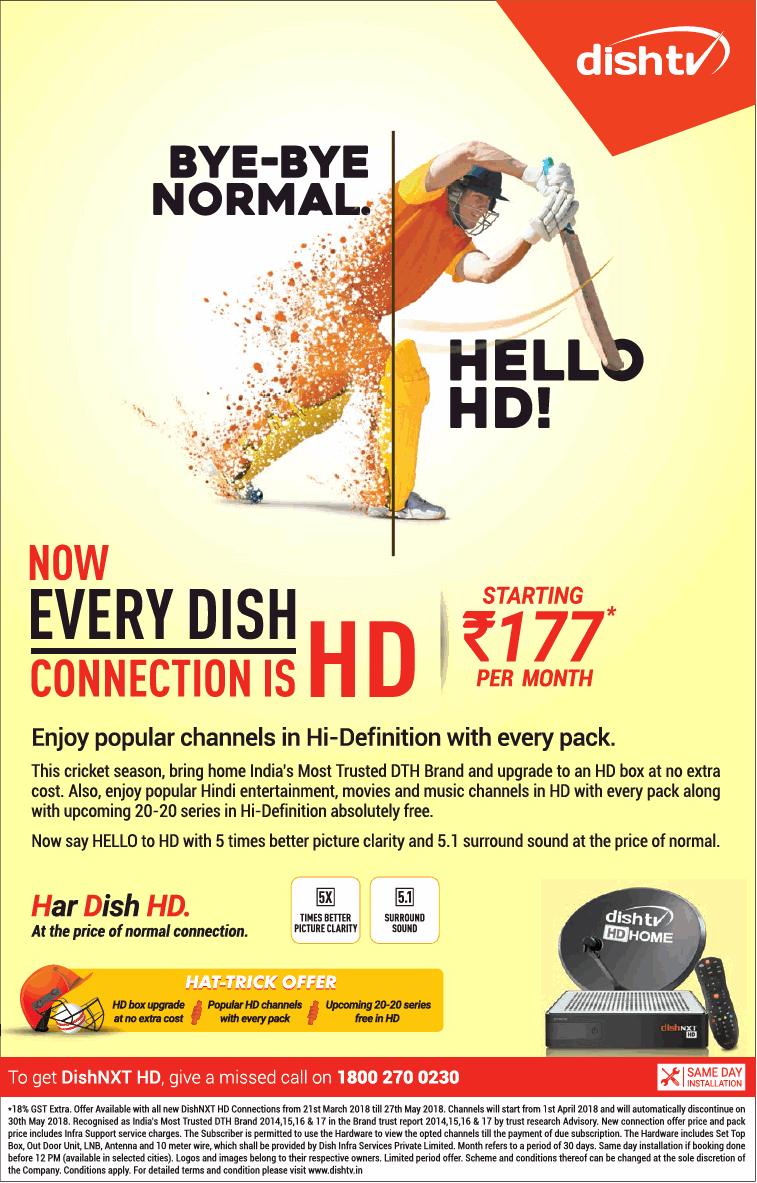 dishtv
BYE-BYE
NORMAL.
HELLO
HD!
NOW
EVERY DISH
CONNECTION IS HD
STARTING
₹177*
PER MONTH
Enjoy popular channels in Hi-Definition with every pack.
This cricket season, bring home India's Most Trusted DTH Brand and upgrade to an HD box at no extra
cost. Also, enjoy popular Hindi entertainment, movies and music channels in HD with every pack along
with upcoming 20-20 series in Hi-Definition absolutely free.
Now say HELLO to HD with 5 times better picture clarity and 5.1 surround sound at the price of normal.
Har Dish HD.
At the price of normal connection.
5X
TIMES BETTER
PICTURE CLARITY
5.1
SURROUND
SOUND
dishtv
HD HOME
dishNXT
HD
HAT-TRICK OFFER
HD box upgrade
at no extra cost
Popular HD channels
with every pack
Upcoming 20-20 series
free in HD
To get DishNXT HD, give a missed call on 1800 270 0230
SAME DAY
INSTALLATION
*18% GST Extra. Offer Available with all new DishNXT HD Connections from 21st March 2018 till 27th May 2018. Channels will start from 1st April 2018 and will automatically discontinue on
30th May 2018. Recognised as India's Most Trusted DTH Brand 2014,15,16 & 17 in the Brand trust report 2014,15,16 & 17 by trust research Advisory. New connection offer price and pack
price includes Infra Support service charges. The Subscriber is permitted to use the Hardware to view the opted channels till the payment of due subscription. The Hardware includes Set Top
Box, Out Door Unit, LNB, Antenna and 10 meter wire, which shall be provided by Dish Infra Services Private Limited. Month refers to a period of 30 days. Same day installation if booking done
before 12 PM (available in selected cities). Logos and images belong to their respective owners. Limited period offer. Scheme and conditions thereof can be changed at the sole discretion of
the Company. Conditions apply. For detailed terms and condition please visit www.dishtv.in